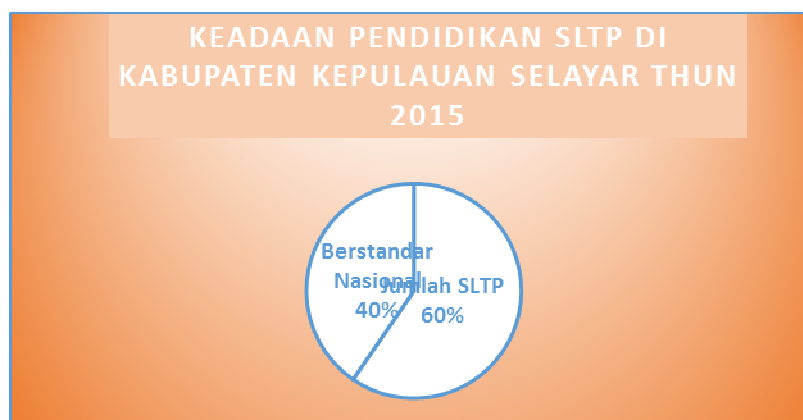 KEADAAN PENDIDIKAN SLTP DI
KABUPATEN KEPULAUAN SELAYAR THUN
2015
Berstandar
Nasional
40%
Jumlah SLTP
60%